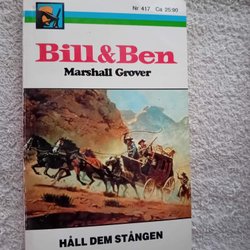 Nr 417 Ca 25:90
Bill & Ben
Marshall Grover
HÅLL DEM STÅNGEN